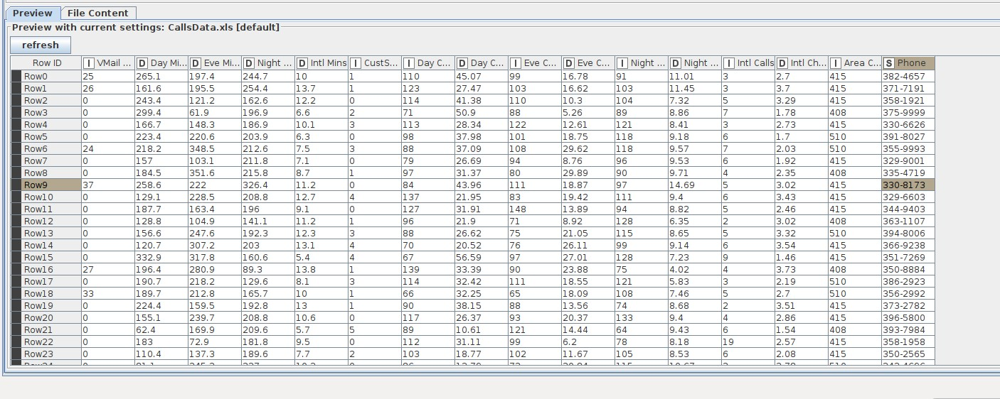 Preview File Content
Preview with current settings: CallsData.xls [default]
refresh
Row ID I VMail ... D Day Mi... D Eve Mi... D Night ... D Intl Mins I CustS... I Day C... D Day C... I Eve C... D Eve C... I Night ... D Night ... I Intl Calls D Intl Ch... I Area C... S Phone
Row0 25 265.1 197.4 244.7 10 1 110 45.07 99 16.78 91 11.01 3 2.7 415 382-4657
Row1 26 161.6 195.5 254.4 13.7 1 123 27.47 103 16.62 103 11.45 3 3.7 415 371-7191
Row2 0 243.4 121.2 162.6 12.2 0 114 41.38 110 10.3 104 7.32 5 3.29 415 358-1921
Row3 0 299.4 61.9 196.9 6.6 2 71 50.9 88 5.26 89 8.86 7 1.78 408 375-9999
Row4 0 166.7 148.3 186.9 10.1 3 113 28.34 122 12.61 121 8.41 3 2.73 415 330-6626
Row5 0 223.4 220.6 203.9 6.3 0 98 37.98 101 18.75 118 9.18 6 1.7 510 391-8027
Row6 24 218.2 348.5 212.6 7.5 3 88 37.09 108 29.62 118 9.57 7 2.03 510 355-9993
Row7 0 157 103.1 211.8 7.1 0 79 26.69 94 8.76 96 9.53 6 1.92 415 329-9001
Row8 0 184.5 351.6 215.8 8.7 1 97 31.37 80 29.89 90 9.71 4 2.35 408 335-4719
Row9 37 258.6 222 326.4 11.2 0 84 43.96 111 18.87 97 14.69 5 3.02 415 330-8173
Row10 0 129.1 228.5 208.8 12.7 4 137 21.95 83 19.42 111 9.4 6 3.43 415 329-6603
Row11 0 187.7 163.4 196 9.1 0 127 31.91 148 13.89 94 8.82 5 2.46 415 344-9403
Row12 0 128.8 104.9 141.1 11.2 1 96 21.9 71 8.92 128 6.35 2 3.02 408 363-1107
Row13 0 156.6 247.6 192.3 12.3 3 88 26.62 75 21.05 115 8.65 5 3.32 510 394-8006
Row14 0 120.7 307.2 203 13.1 4 70 20.52 76 26.11 99 9.14 6 3.54 415 366-9238
Row15 0 332.9 317.8 160.6 5.4 4 67 56.59 97 27.01 128 7.23 9 1.46 415 351-7269
Row16 27 196.4 280.9 89.3 13.8 1 139 33.39 90 23.88 75 4.02 4 3.73 408 350-8884
Row17 0 190.7 218.2 129.6 8.1 3 114 32.42 111 18.55 121 5.83 3 2.19 510 386-2923
Row18 33 189.7 212.8 165.7 10 1 66 32.25 65 18.09 108 7.46 5 2.7 510 356-2992
Row19 0 224.4 159.5 192.8 13 1 90 38.15 88 13.56 74 8.68 2 3.51 415 373-2782
Row20 0 155.1 239.7 208.8 10.6 0 117 26.37 93 20.37 133 9.4 4 2.86 415 396-5800
Row21 0 62.4 169.9 209.6 5.7 5 89 10.61 121 14.44 64 9.43 6 1.54 408 393-7984
Row22 0 183 72.9 181.8 9.5 0 112 31.11 99 6.2 78 8.18 19 2.57 415 358-1958
Row23 0 110.4 137.3 189.6 7.7 2 103 18.77 102 11.67 105 8.53 6 2.08 415 350-2565